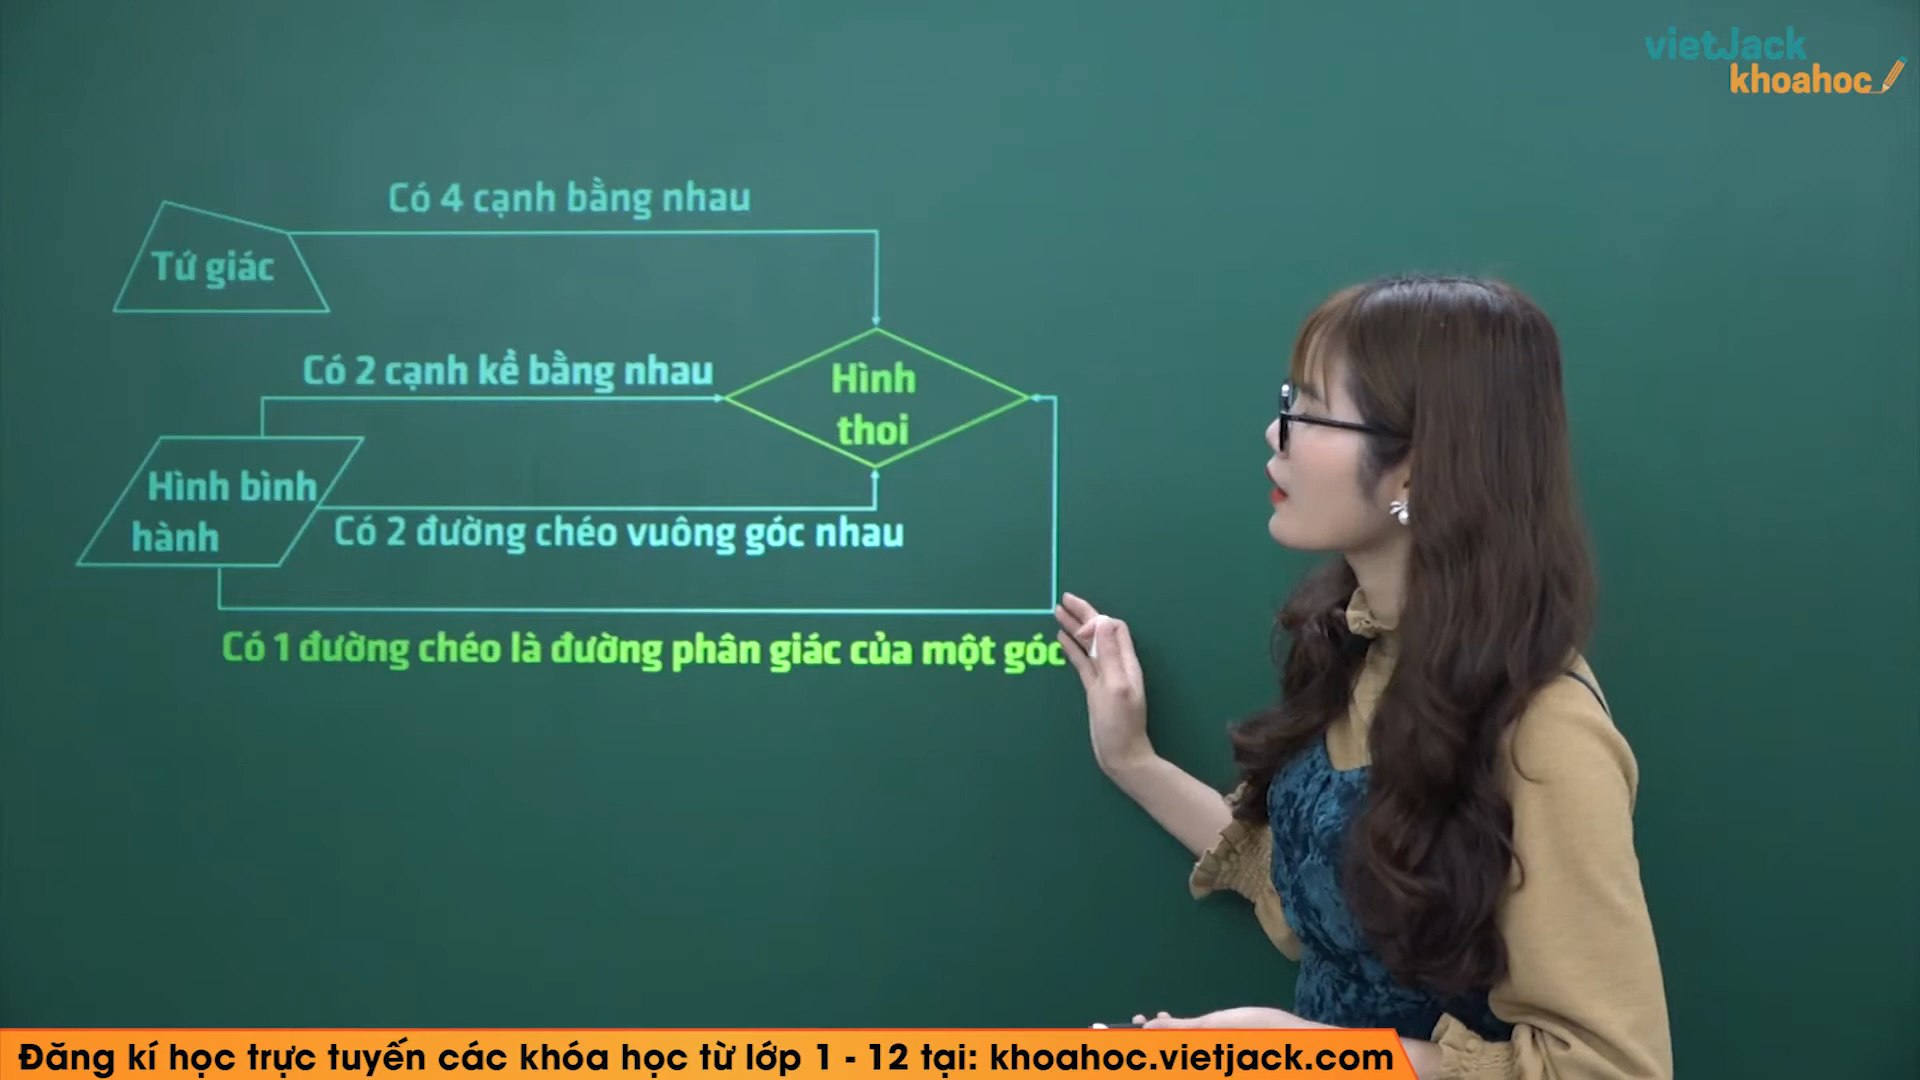 vietJack
khoahoc
Có 4 cạnh bằng nhau
Tứ giác
Có 2 cạnh kề bằng nhau
Hình
thoi
Hình bình
hành
Có 2 đường chéo vuông góc nhau
Có 1 đường chéo là đường phân giác của một góc
Đăng kí học trực tuyến các khóa học từ lớp 1 - 12 tại: khoahoc.vietjack.com